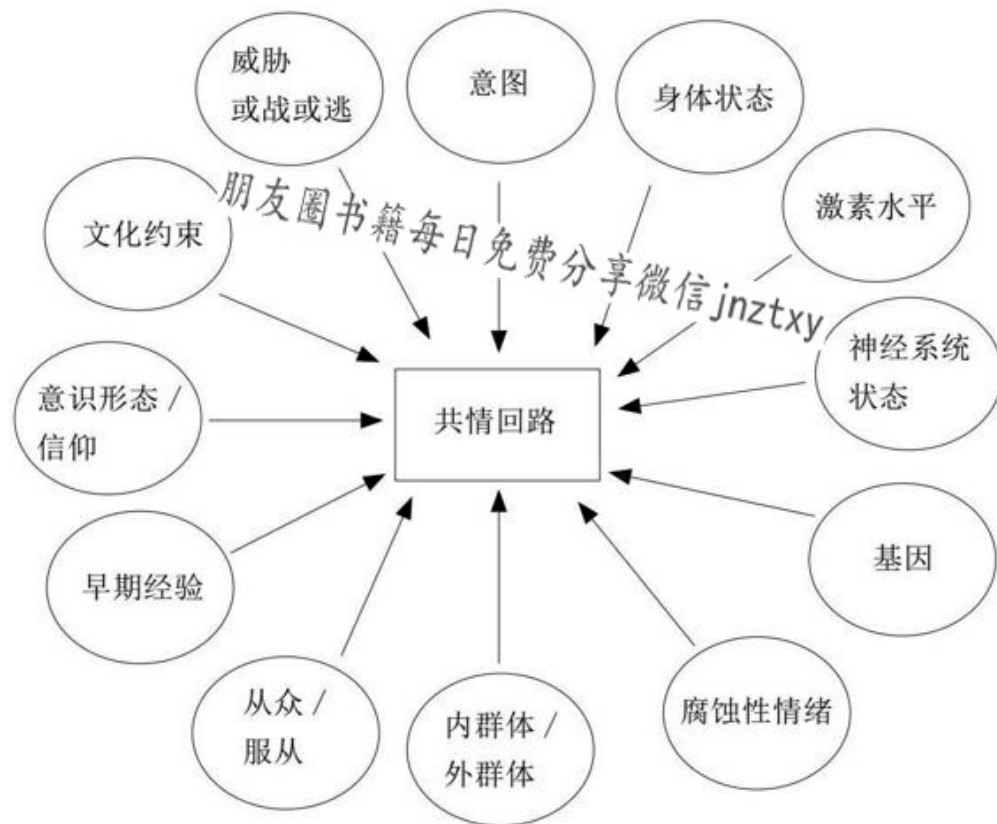 威胁
或战或逃
意图
身体状态
激素水平
文化约束
朋友圈书籍每日免费分享微信jnztxy
神经系统
状态
意识形态 /
信仰
共情回路
早期经验
基因
从众 /
服从
内群体 /
外群体
腐蚀性情绪